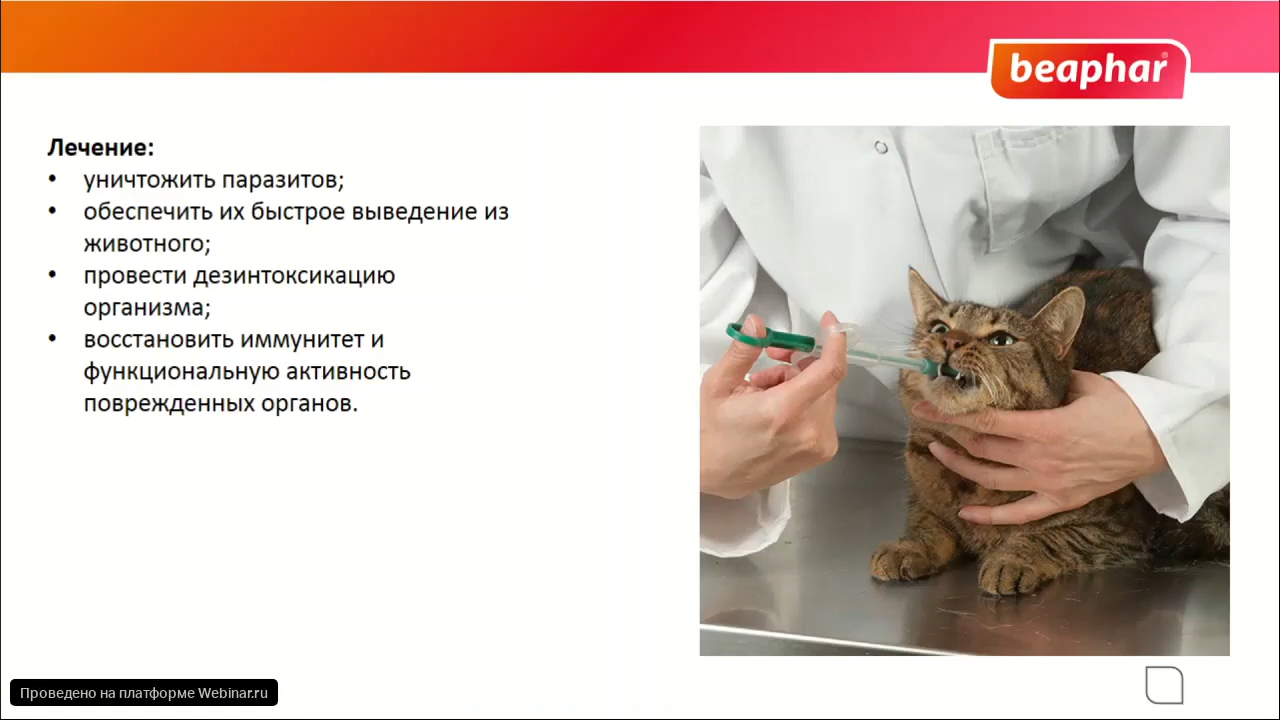 beaphar
Лечение:
• уничтожить паразитов;
• обеспечить их быстрое выведение из
животного;
• провести дезинтоксикацию
организма;
• восстановить иммунитет и
функциональную активность
поврежденных органов.
Проведено на платформе Webinar.ru